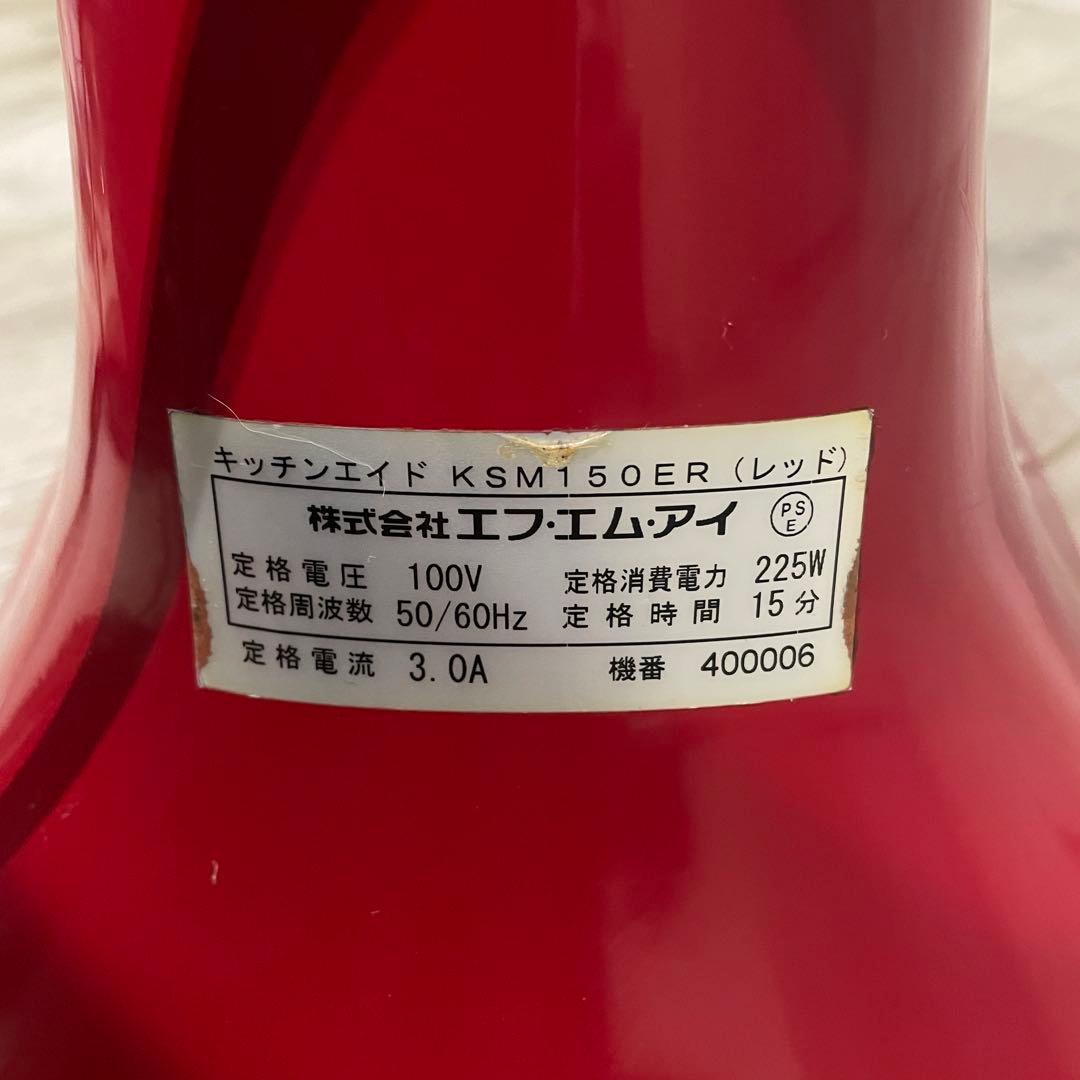 キッチンエイド KSM150ER (レッド)
株式会社エフ・エム・アイ PSE
定格電圧 100V 定格消費電力 225W
定格周波数 50/60Hz 定格時間 15分
定格電流 3.0A 機番 400006